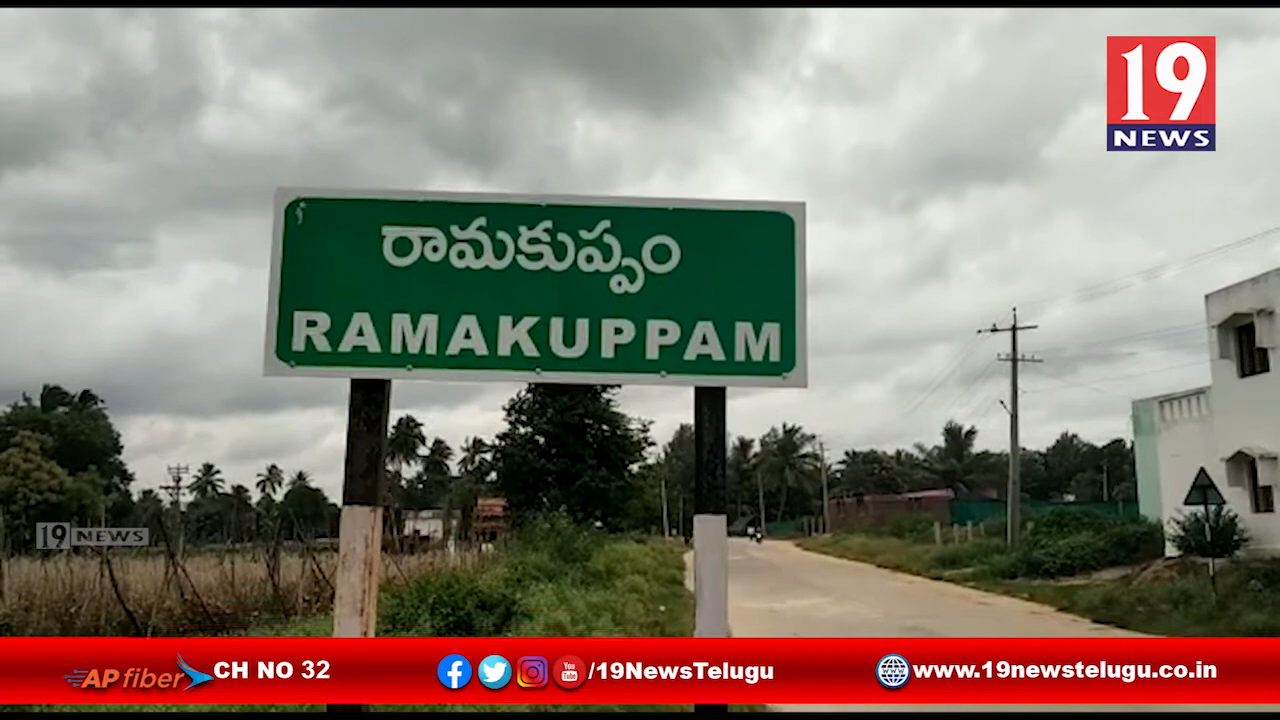 19
NEWS
రామకుప్పం
RAMAKUPPAM
19 NEWS
AP fiber CH NO 32 /19NewsTelugu www.19newstelugu.co.in